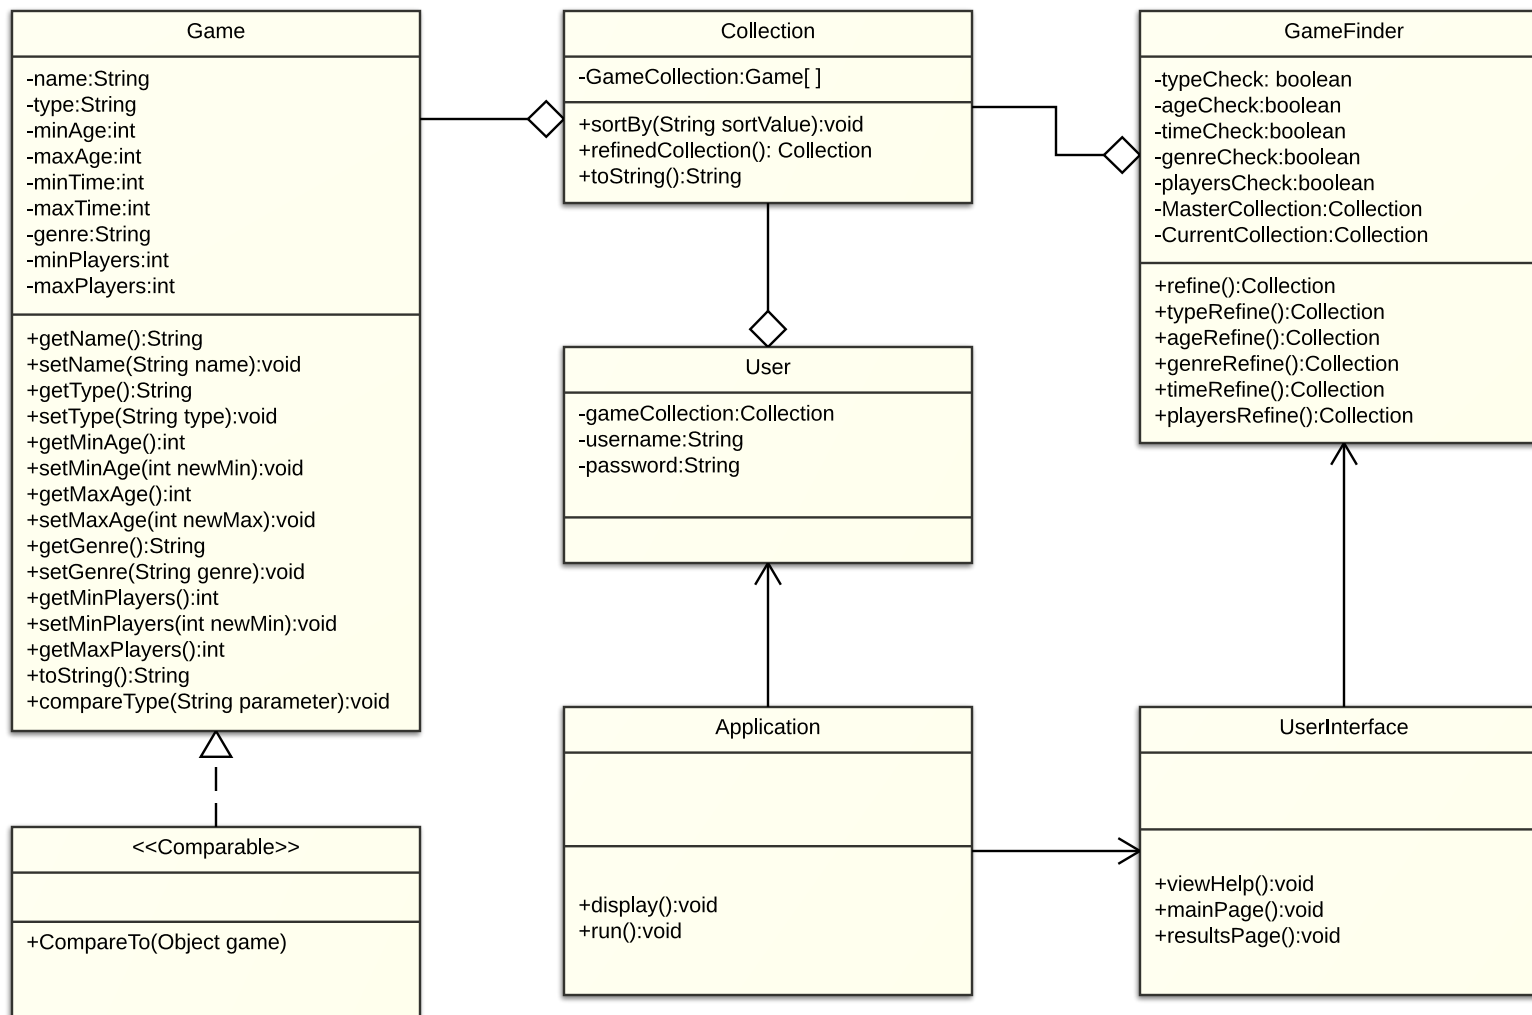 Game
-name:String
-type:String
-minAge:int
-maxAge:int
-minTime:int
-maxTime:int
-genre:String
-minPlayers:int
-maxPlayers:int
+getName():String
+setName(String name):void
+getType():String
+setType(String type):void
+getMinAge():int
+setMinAge(int newMin):void
+getMaxAge():int
+setMaxAge(int newMax):void
+getGenre():String
+setGenre(String genre):void
+getMinPlayers():int
+setMinPlayers(int newMin):void
+getMaxPlayers():int
+toString():String
+compareType(String parameter):void
<<Comparable>>
+CompareTo(Object game)
Collection
-GameCollection:Game[ ]
+sortBy(String sortValue):void
+refinedCollection(): Collection
+toString():String
User
-gameCollection:Collection
-username:String
-password:String
Application
+display():void
+run():void
GameFinder
-typeCheck: boolean
-ageCheck:boolean
-timeCheck:boolean
-genreCheck:boolean
-playersCheck:boolean
-MasterCollection:Collection
-CurrentCollection:Collection
+refine():Collection
+typeRefine():Collection
+ageRefine():Collection
+genreRefine():Collection
+timeRefine():Collection
+playersRefine():Collection
UserInterface
+viewHelp():void
+mainPage():void
+resultsPage():void